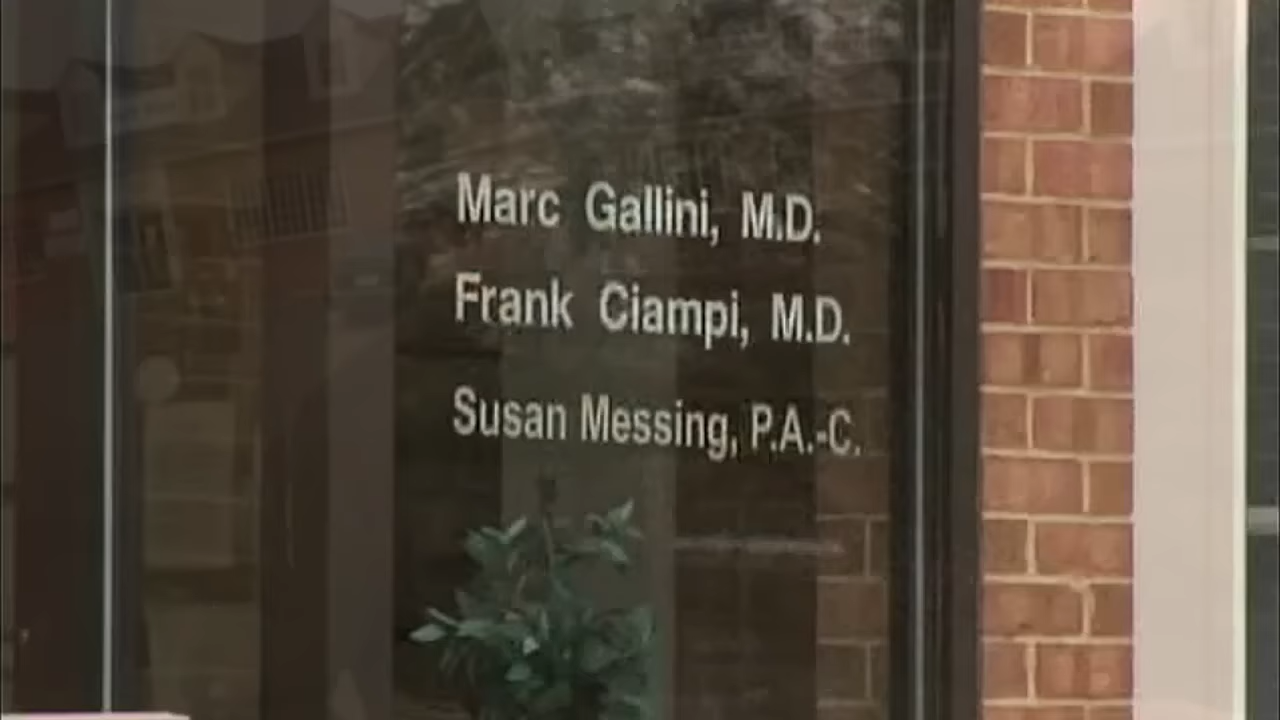 Marc Gallini, M.D.
Frank Ciampi, M.D.
Susan Messing, P.A.-C.